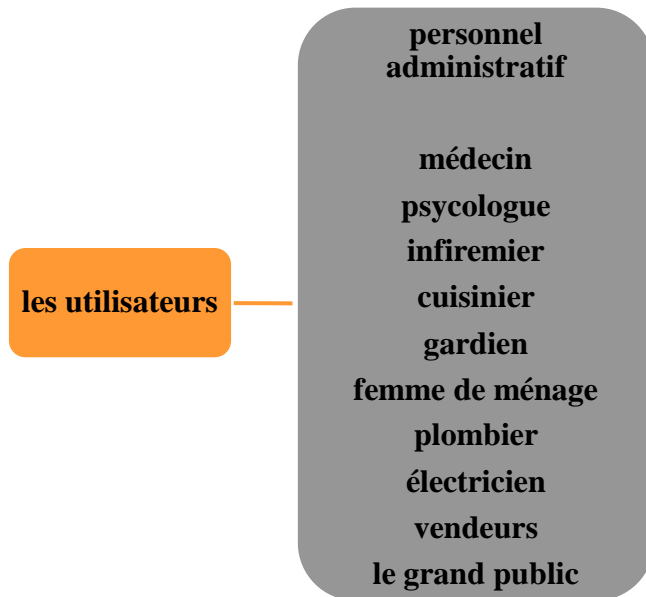 personnel
administratif
médecin
psycologue
infiremier
les utilisateurs
cuisinier
gardien
femme de ménage
plombier
électricien
vendeurs
le grand public